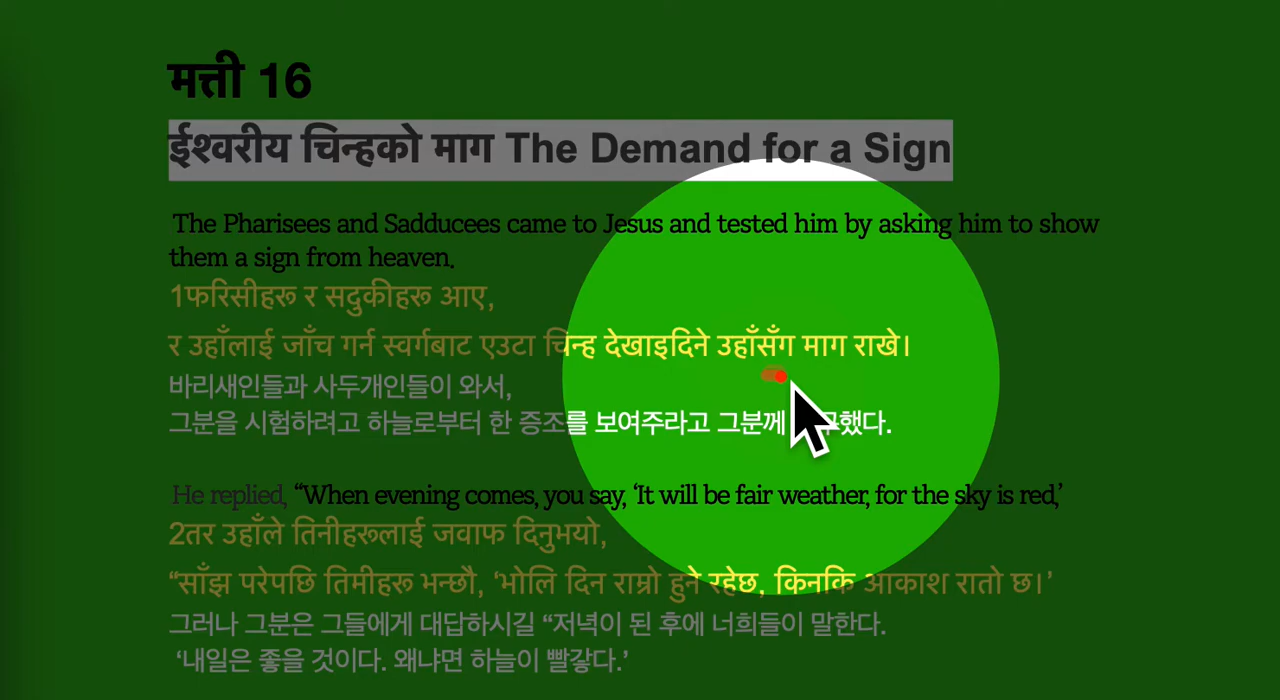 मत्ती 16
ईश्वरीय चिन्हको माग The Demand for a Sign
The Pharisees and Sadducees came to Jesus and tested him by asking him to show
them a sign from heaven.
1फरिसीहरू र सदुकीहरू आए,
र उहाँलाई जाँच गर्न स्वर्गबाट एउटा चिन्ह देखाइदिने उहाँसँग माग राखे।
바리새인들과 사두개인들이 와서,
그분을 시험하려고 하늘로부터 한 증조를 보여주라고 그분께
He replied, “When evening comes, you say, ‘It will be fair weather, for the sky is red,’
2तर उहाँले तिनीहरूलाई जवाफ दिनुभयो,
“साँझ परेपछि तिमीहरू भन्छौ, ‘भोलि दिन राम्रो हुने रहेछ, किनकि आकाश रातो छ।’
그러나 그분은 그들에게 대답하시길 “저녁이 된 후에 너희들이 말한다.
‘내일은 좋을 것이다. 왜냐면 하늘이 빨갛다.’